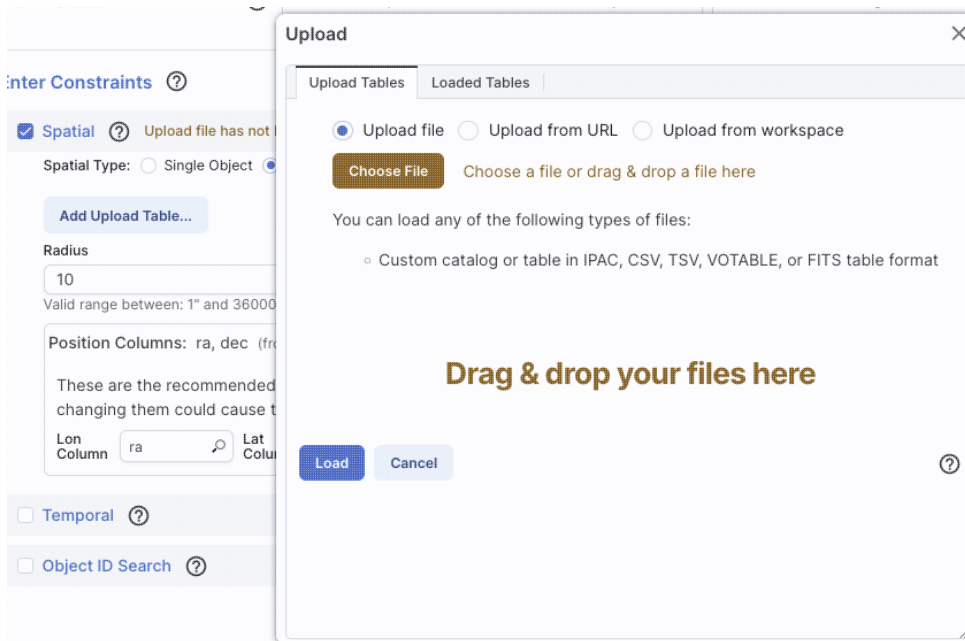 Upload
Upload Tables Loaded Tables
Upload file Upload from URL Upload from workspace
Choose File Choose a file or drag & drop a file here
You can load any of the following types of files:
Custom catalog or table in IPAC, CSV, TSV, VOTABLE, or FITS table format
Drag & drop your files here
Load Cancel
Enter Constraints
Spatial Upload file has not
Spatial Type: Single Object
Add Upload Table...
Radius
10
Valid range between: 1" and 36000
Position Columns: ra, dec
These are the recommended
changing them could cause
Lon
Column
ra
Lat
Temporal
Object ID Search